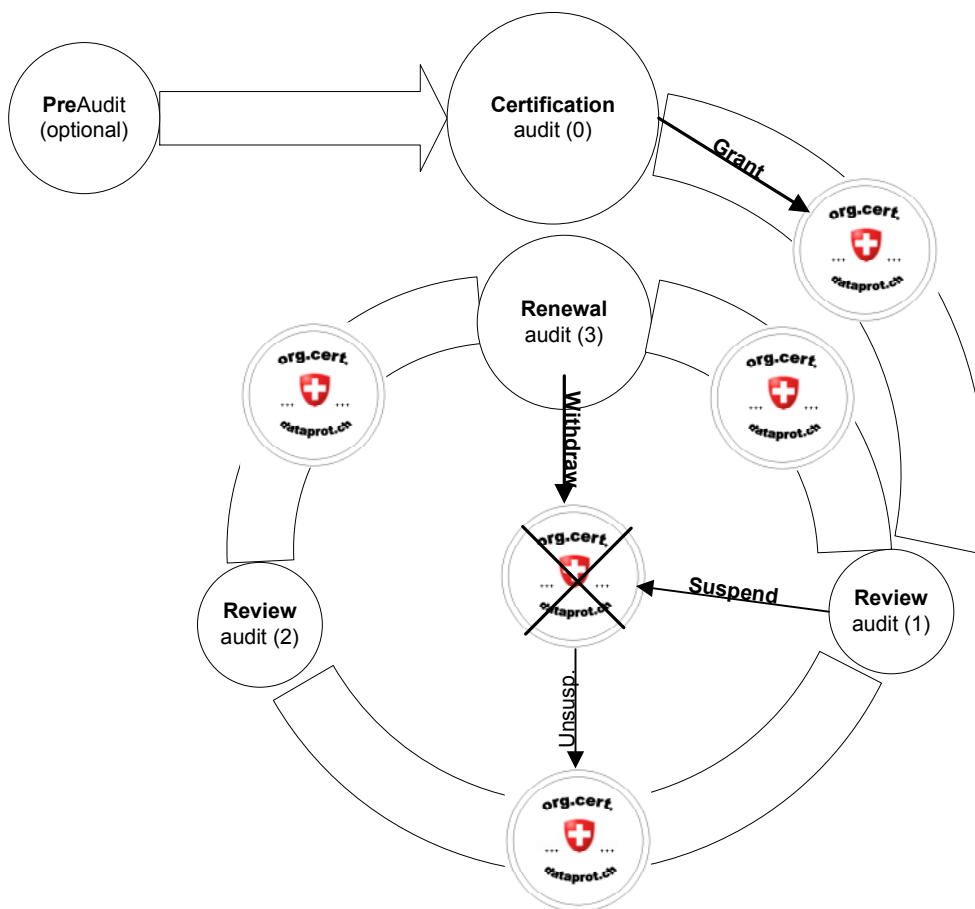 PreAudit
(optional)
Certification
audit (0)
Grant
org.cert.
... ...
dataprot.ch
Renewal
audit (3)
org.cert.
... ...
dataprot.ch
org.cert.
... ...
dataprot.ch
Withdraw
org.cert.
... ...
dataprot.ch
Suspend
Review
audit (2)
Review
audit (1)
Unsusp.
org.cert.
... ...
dataprot.ch